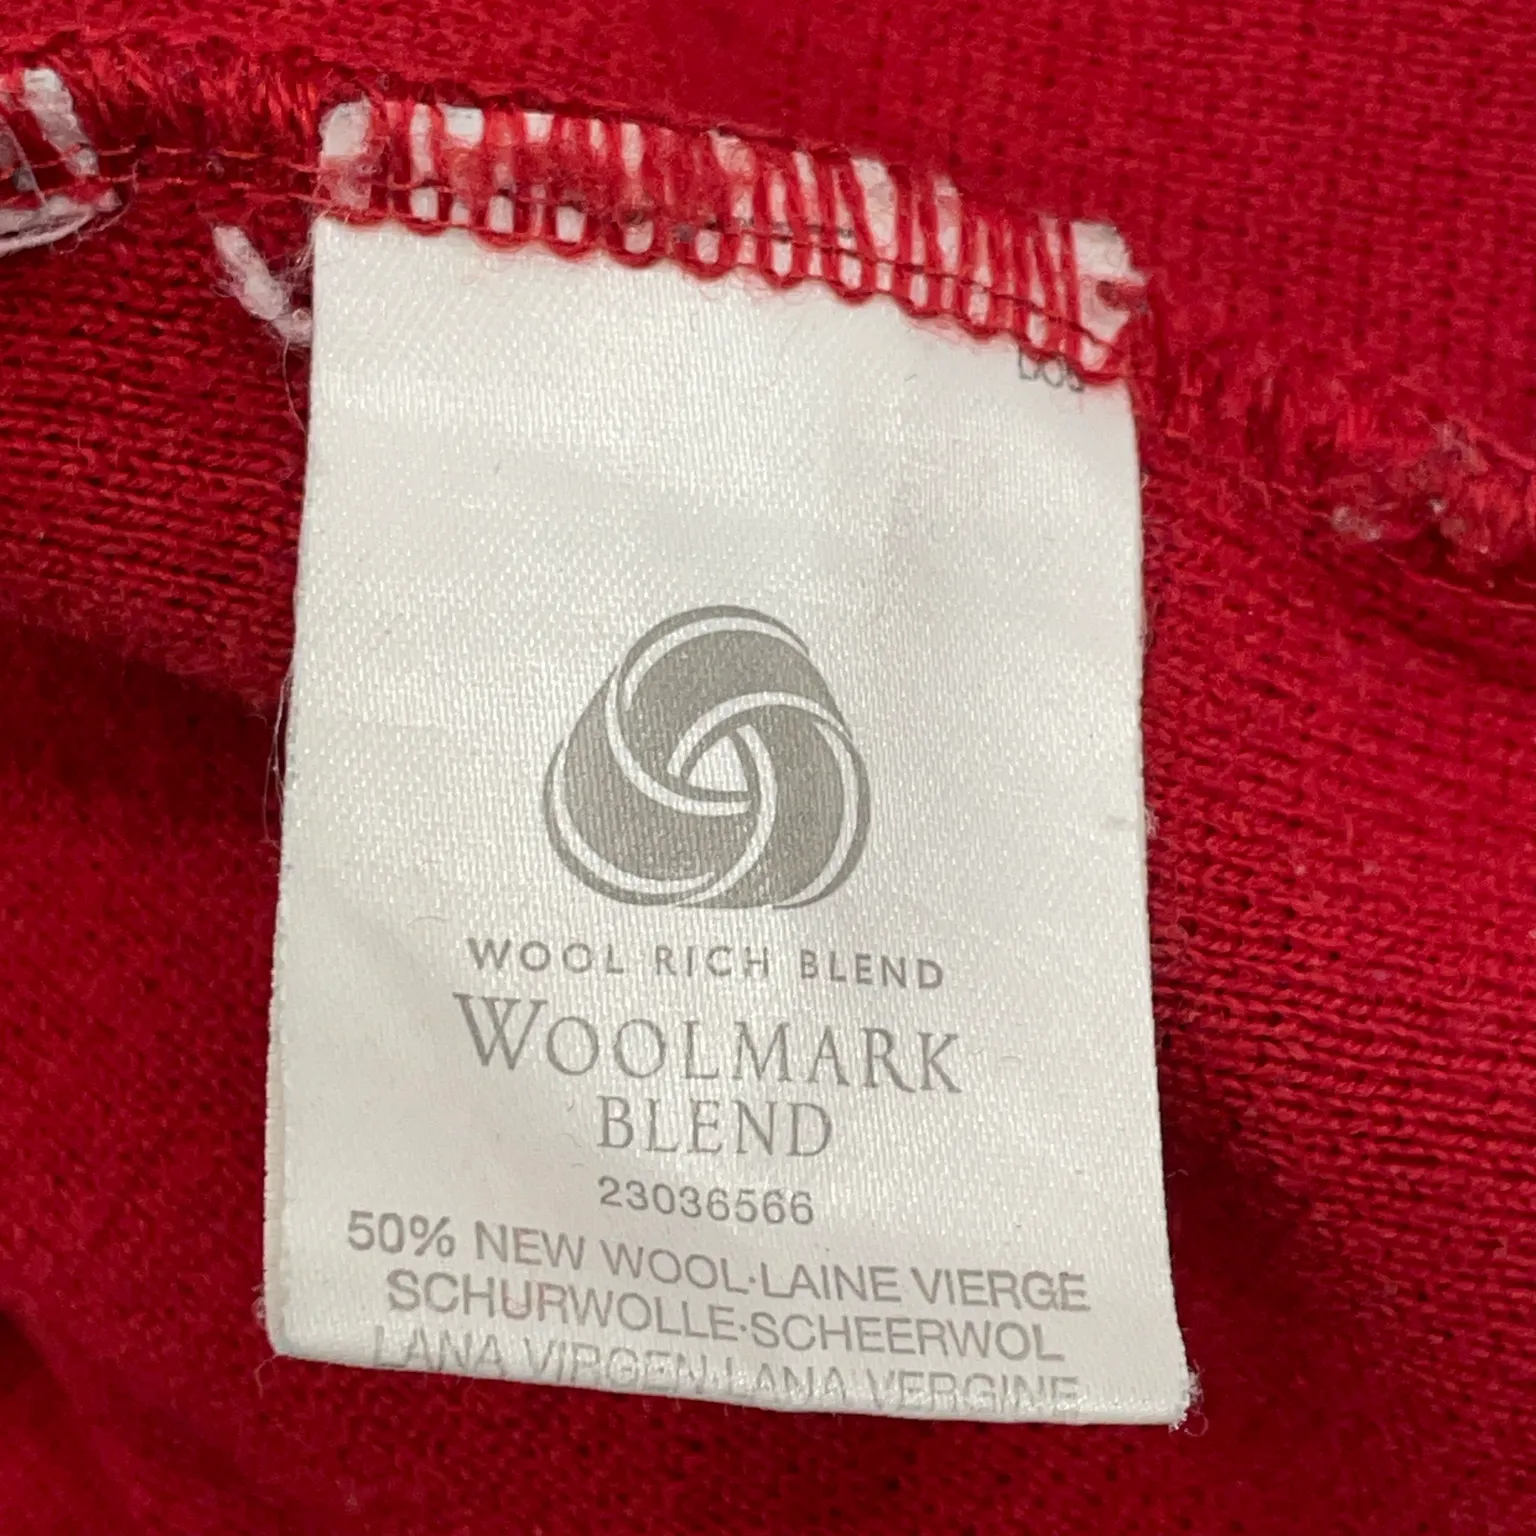 WOOL RICH BLEND
WOOLMARK
BLEND
23036566
50% NEW WOOL·LAINE VIERGE
SCHURWOLLE·SCHEERWOL
LANA VIRGEN·LANA VERGINE